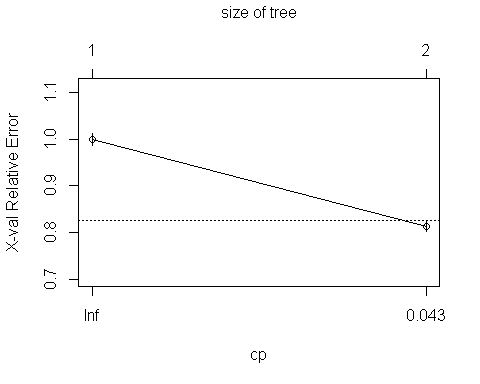 size of tree
1 2
X-val Relative Error
1.1
1.0
0.9
0.8
0.7
Inf 0.043
cp